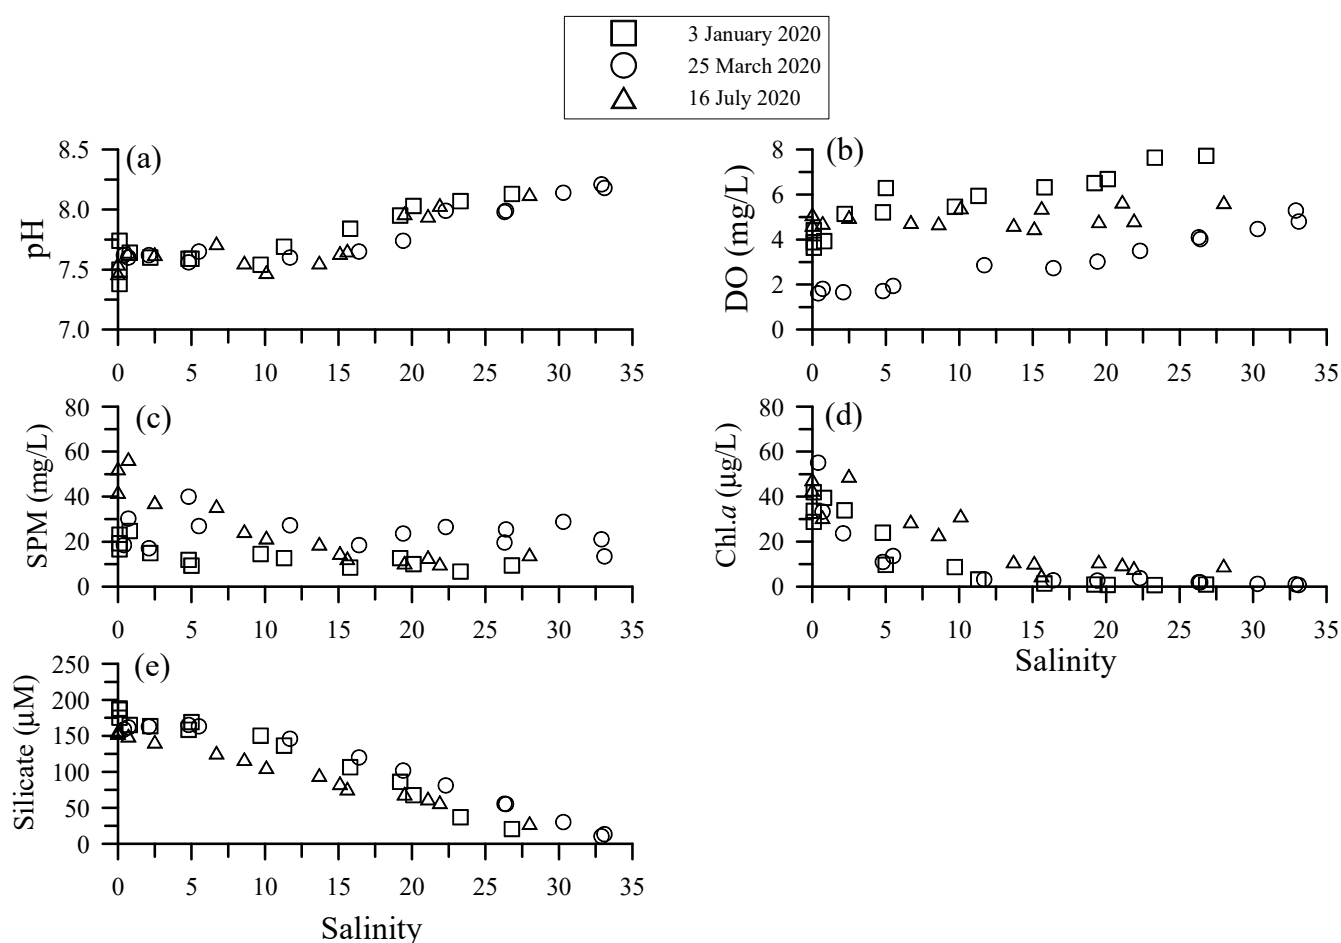 3 January 2020
25 March 2020
16 July 2020
(a)
pH
8.5
8.0
7.5
7.0
0 5 10 15 20 25 30 35
(b)
DO (mg/L)
8
6
4
2
0
0 5 10 15 20 25 30 35
(c)
SPM (mg/L)
80
60
40
20
0
0 5 10 15 20 25 30 35
(d)
Chl.a (μg/L)
80
60
40
20
0
0 5 10 15 20 25 30 35
Salinity
(e)
Silicate (μM)
250
200
150
100
50
0
0 5 10 15 20 25 30 35
Salinity